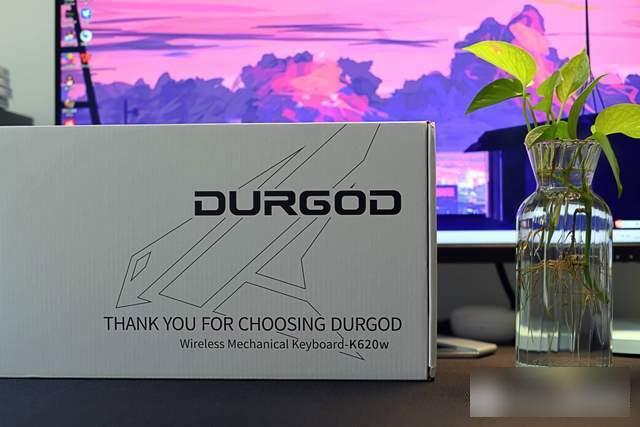 DURGOD
THANK YOU FOR CHOOSING DURGOD
Wireless Mechanical Keyboard-K620w